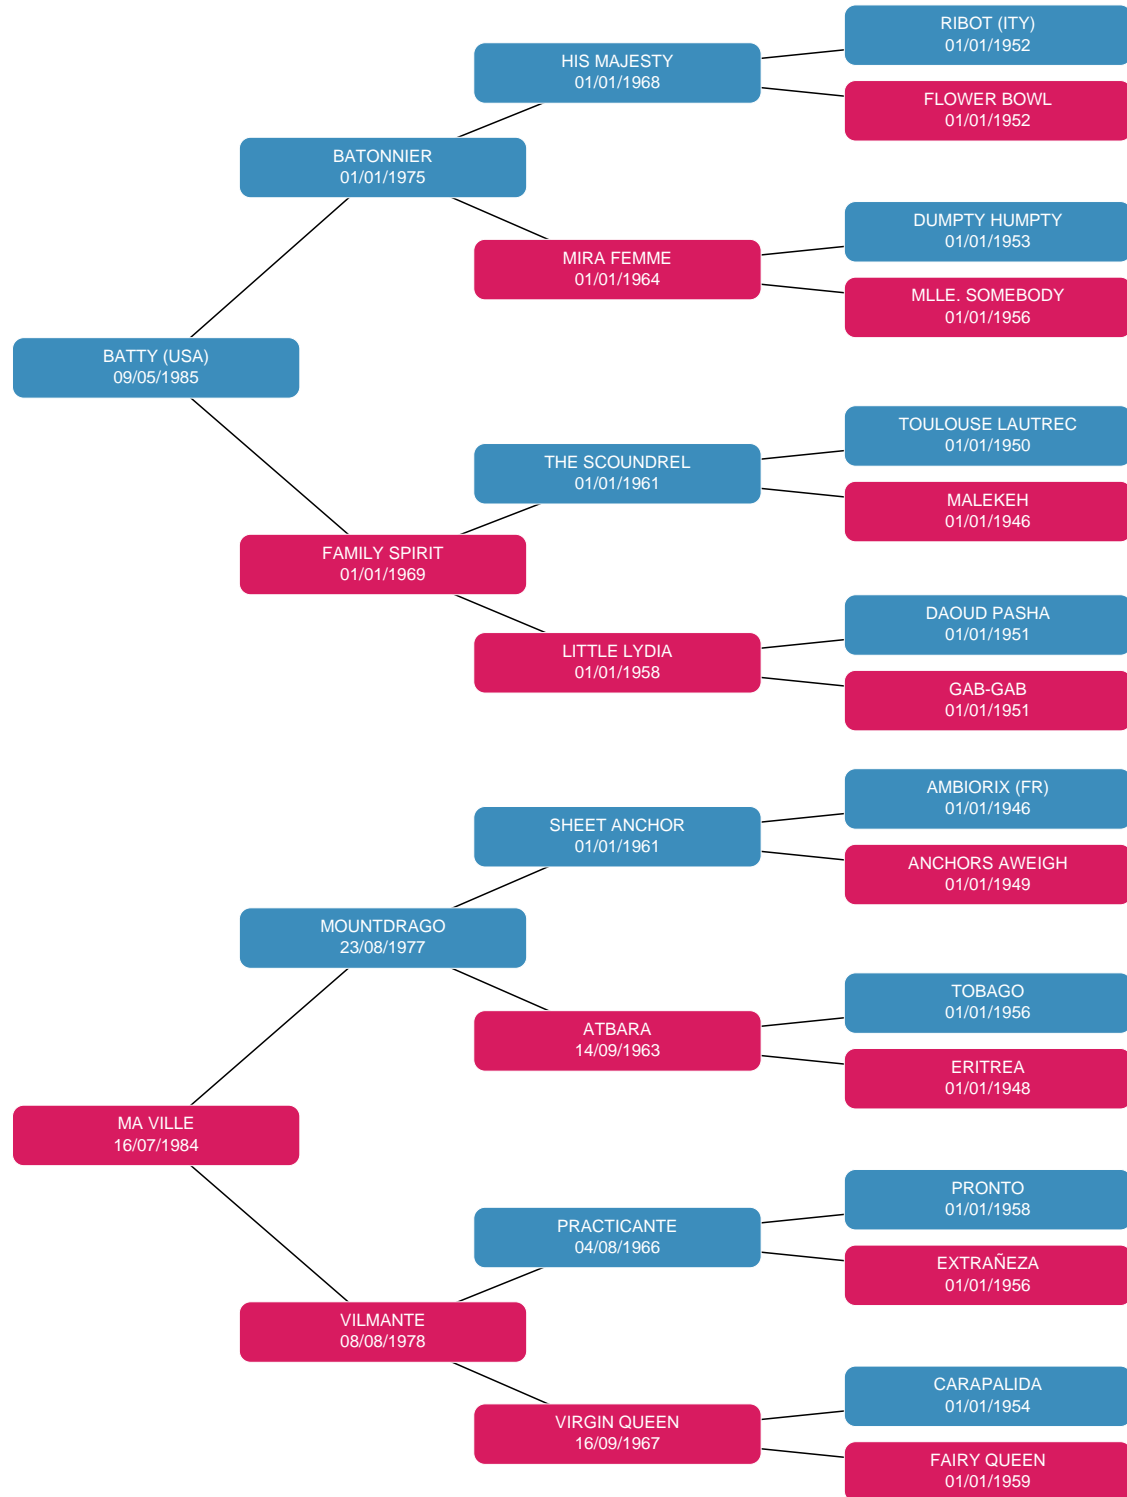 RIBOT (ITY)
01/01/1952
HIS MAJESTY
01/01/1968
FLOWER BOWL
01/01/1952
BATONNIER
01/01/1975
DUMPTY HUMPTY
01/01/1953
MIRA FEMME
01/01/1964
MLLE. SOMEBODY
01/01/1956
BATTY (USA)
09/05/1985
TOULOUSE LAUTREC
01/01/1950
THE SCOUNDREL
01/01/1961
MALEKEH
01/01/1946
FAMILY SPIRIT
01/01/1969
DAOUD PASHA
01/01/1951
LITTLE LYDIA
01/01/1958
GAB-GAB
01/01/1951
AMBIORIX (FR)
01/01/1946
SHEET ANCHOR
01/01/1961
ANCHORS AWEIGH
01/01/1949
MOUNTDRAGO
23/08/1977
TOBAGO
01/01/1956
ATBARA
14/09/1963
ERITREA
01/01/1948
MA VILLE
16/07/1984
PRONTO
01/01/1958
PRACTICANTE
04/08/1966
EXTRAÑEZA
01/01/1956
VILMANTE
08/08/1978
CARAPALIDA
01/01/1954
VIRGIN QUEEN
16/09/1967
FAIRY QUEEN
01/01/1959